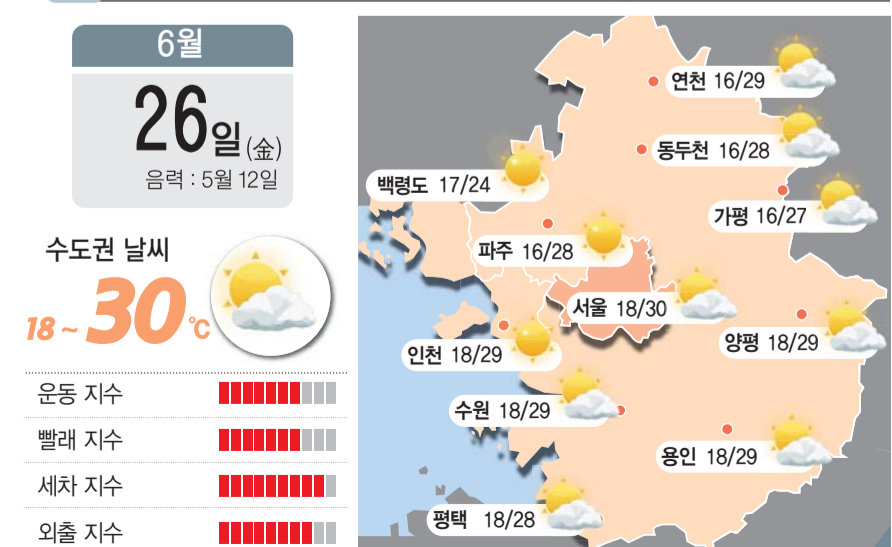 6월
26일(金)
음력 : 5월 12일
수도권 날씨
18 ~ 30 ℃
운동 지수
빨래 지수
세차 지수
외출 지수
연천 16/29
동두천 16/28
백령도 17/24
가평 16/27
파주 16/28
서울 18/30
양평 18/29
인천 18/29
수원 18/29
용인 18/29
평택 18/28